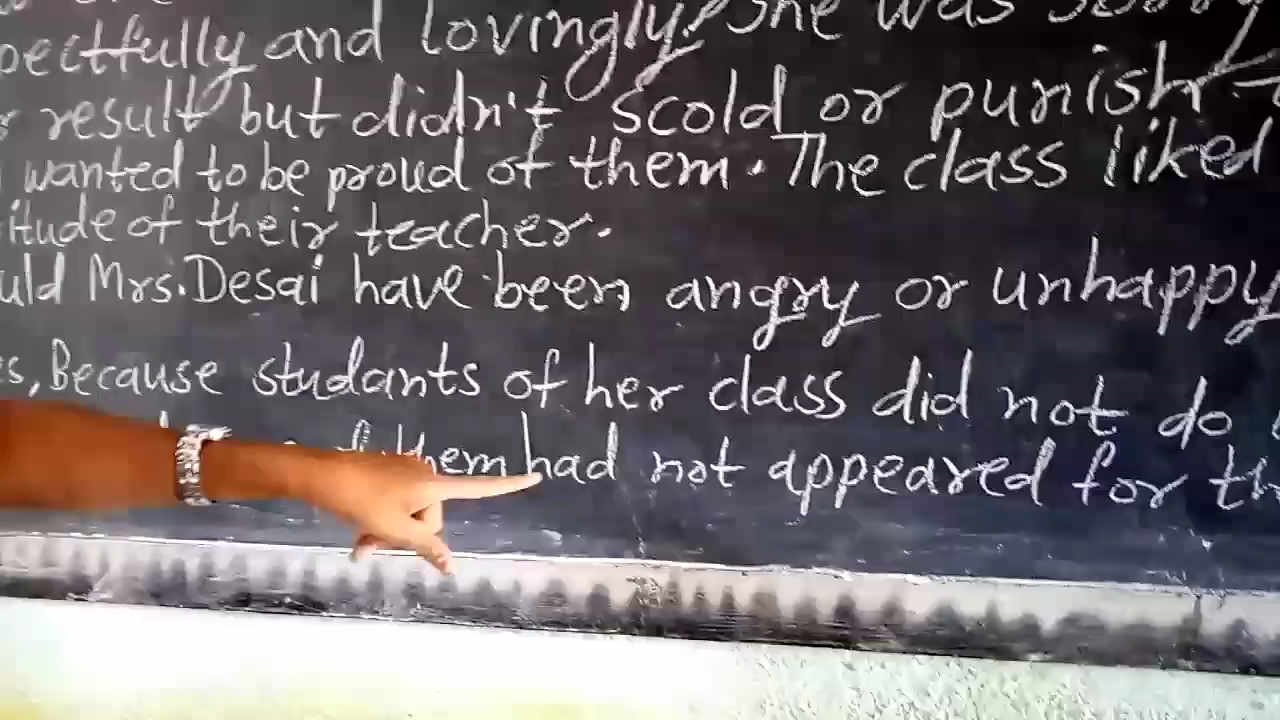 pectfully and lovingly. She was sorry
result but didn't scold or punish
wanted to be proud of them. The class liked
itude of their teacher.
uld Mrs. Desai have been angry or unhappy
es, Because studants of her class did not do
of them had not appeared for th